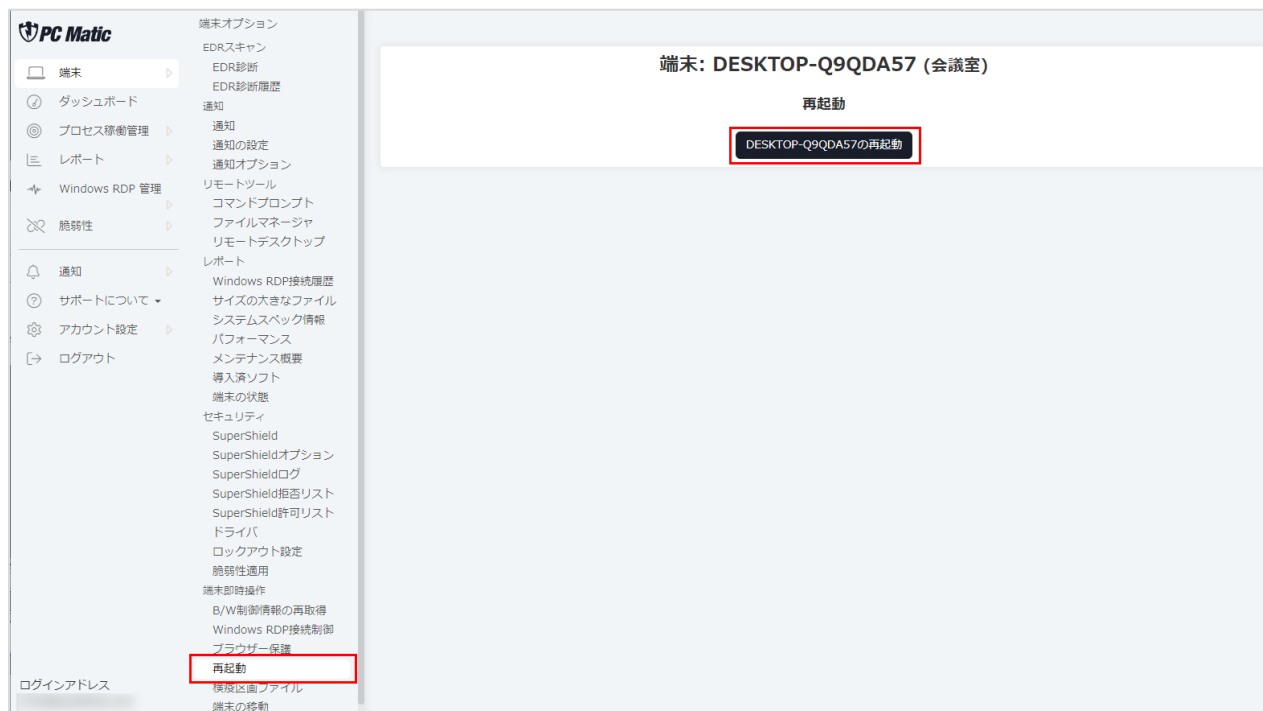 PC Matic
端末
ダッシュボード
プロセス稼働管理
レポート
Windows RDP 管理
脆弱性
通知
サポートについて
アカウント設定
ログアウト
ログインアドレス
端末オプション
EDRスキャン
EDR診断
EDR診断履歴
通知
通知
通知の設定
通知オプション
リモートツール
コマンドプロンプト
ファイルマネージャ
リモートデスクトップ
レポート
Windows RDP接続履歴
サイズの大きなファイル
システムスペック情報
パフォーマンス
メンテナンス概要
導入済ソフト
端末の状態
セキュリティ
SuperShield
SuperShieldオプション
SuperShieldログ
SuperShield拒否リスト
SuperShield許可リスト
ドライバ
ロックアウト設定
脆弱性適用
端末即時操作
B/W制御情報の再取得
Windows RDP接続制御
ブラウザー保護
再起動
検疫区画ファイル
端末の移動
端末: DESKTOP-Q9QDA57 (会議室)
再起動
DESKTOP-Q9QDA57の再起動